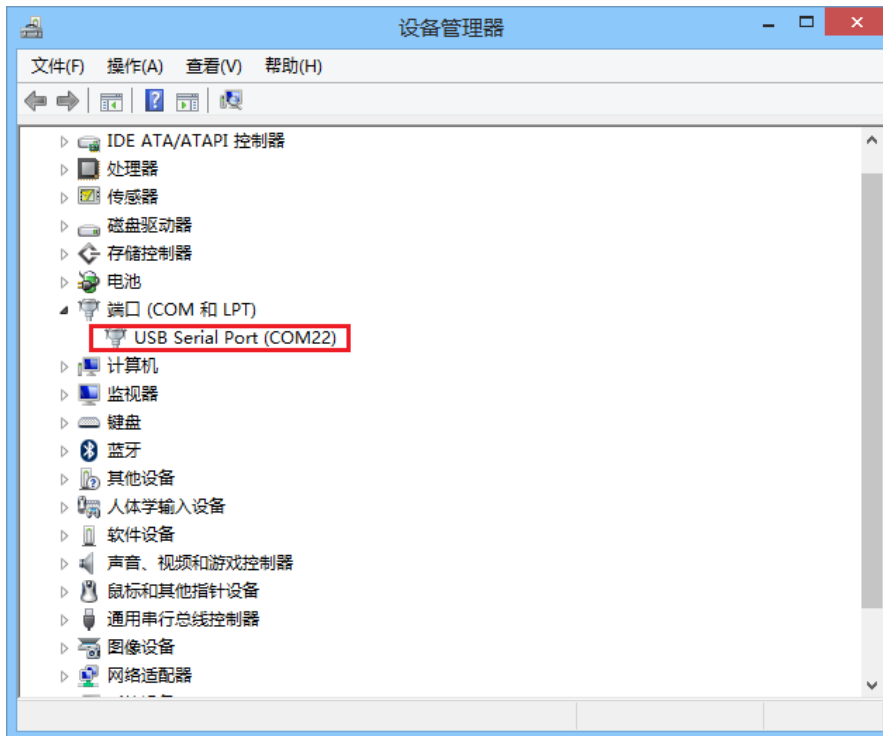 设备管理器
文件(F) 操作(A) 查看(V) 帮助(H)
IDE ATA/ATAPI 控制器
处理器
传感器
磁盘驱动器
存储控制器
电池
端口 (COM 和 LPT)
USB Serial Port (COM22)
计算机
监视器
键盘
蓝牙
其他设备
人体学输入设备
软件设备
声音、视频和游戏控制器
鼠标和其他指针设备
通用串行总线控制器
图像设备
网络适配器